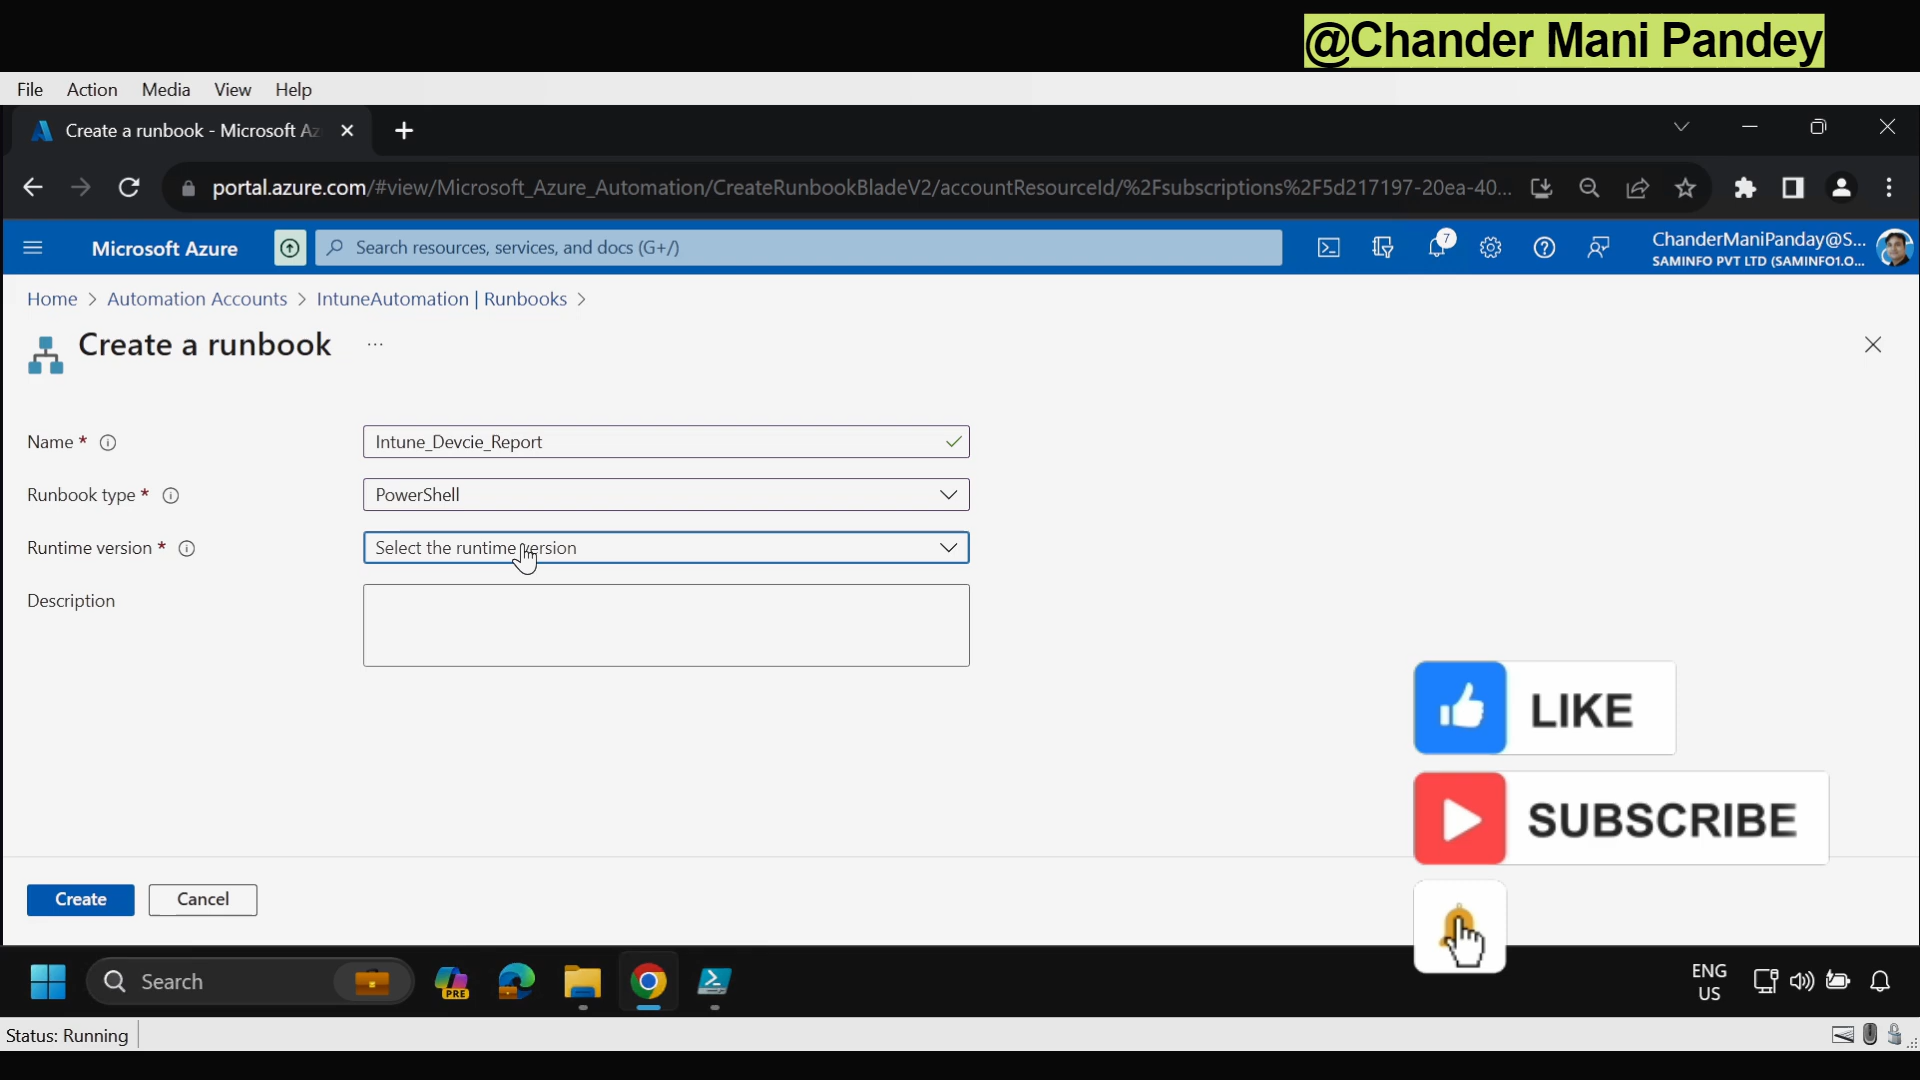 @Chander Mani Pandey
File Action Media View Help
Create a runbook - Microsoft Az
portal.azure.com/#view/Microsoft_Azure_Automation/CreateRunbookBladeV2/accountResourceId/%2Fsubscriptions%2F5d217197-20ea-40...
Microsoft Azure
Search resources, services, and docs (G+/)
7
ChanderManiPanday@S...
SAMINFO PVT LTD (SAMINFO1.O...
Home > Automation Accounts > IntuneAutomation | Runbooks >
Create a runbook ...
Name *
Intune_Devcie_Report
Runbook type *
PowerShell
Runtime version *
Select the runtime version
Description
LIKE
SUBSCRIBE
Create
Cancel
Search
PRE
ENG
US
Status: Running